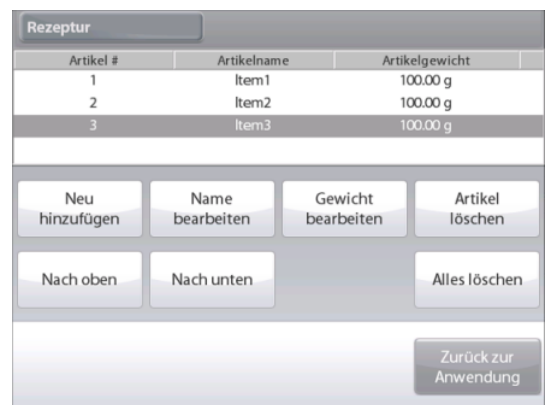 Rezeptur
Artikel # Artikelname Artikelgewicht
1 Item1 100.00 g
2 Item2 100.00 g
3 Item3 100.00 g
Neu hinzufügen
Name bearbeiten
Gewicht bearbeiten
Artikel löschen
Nach oben
Nach unten
Alles löschen
Zurück zur
Anwendung